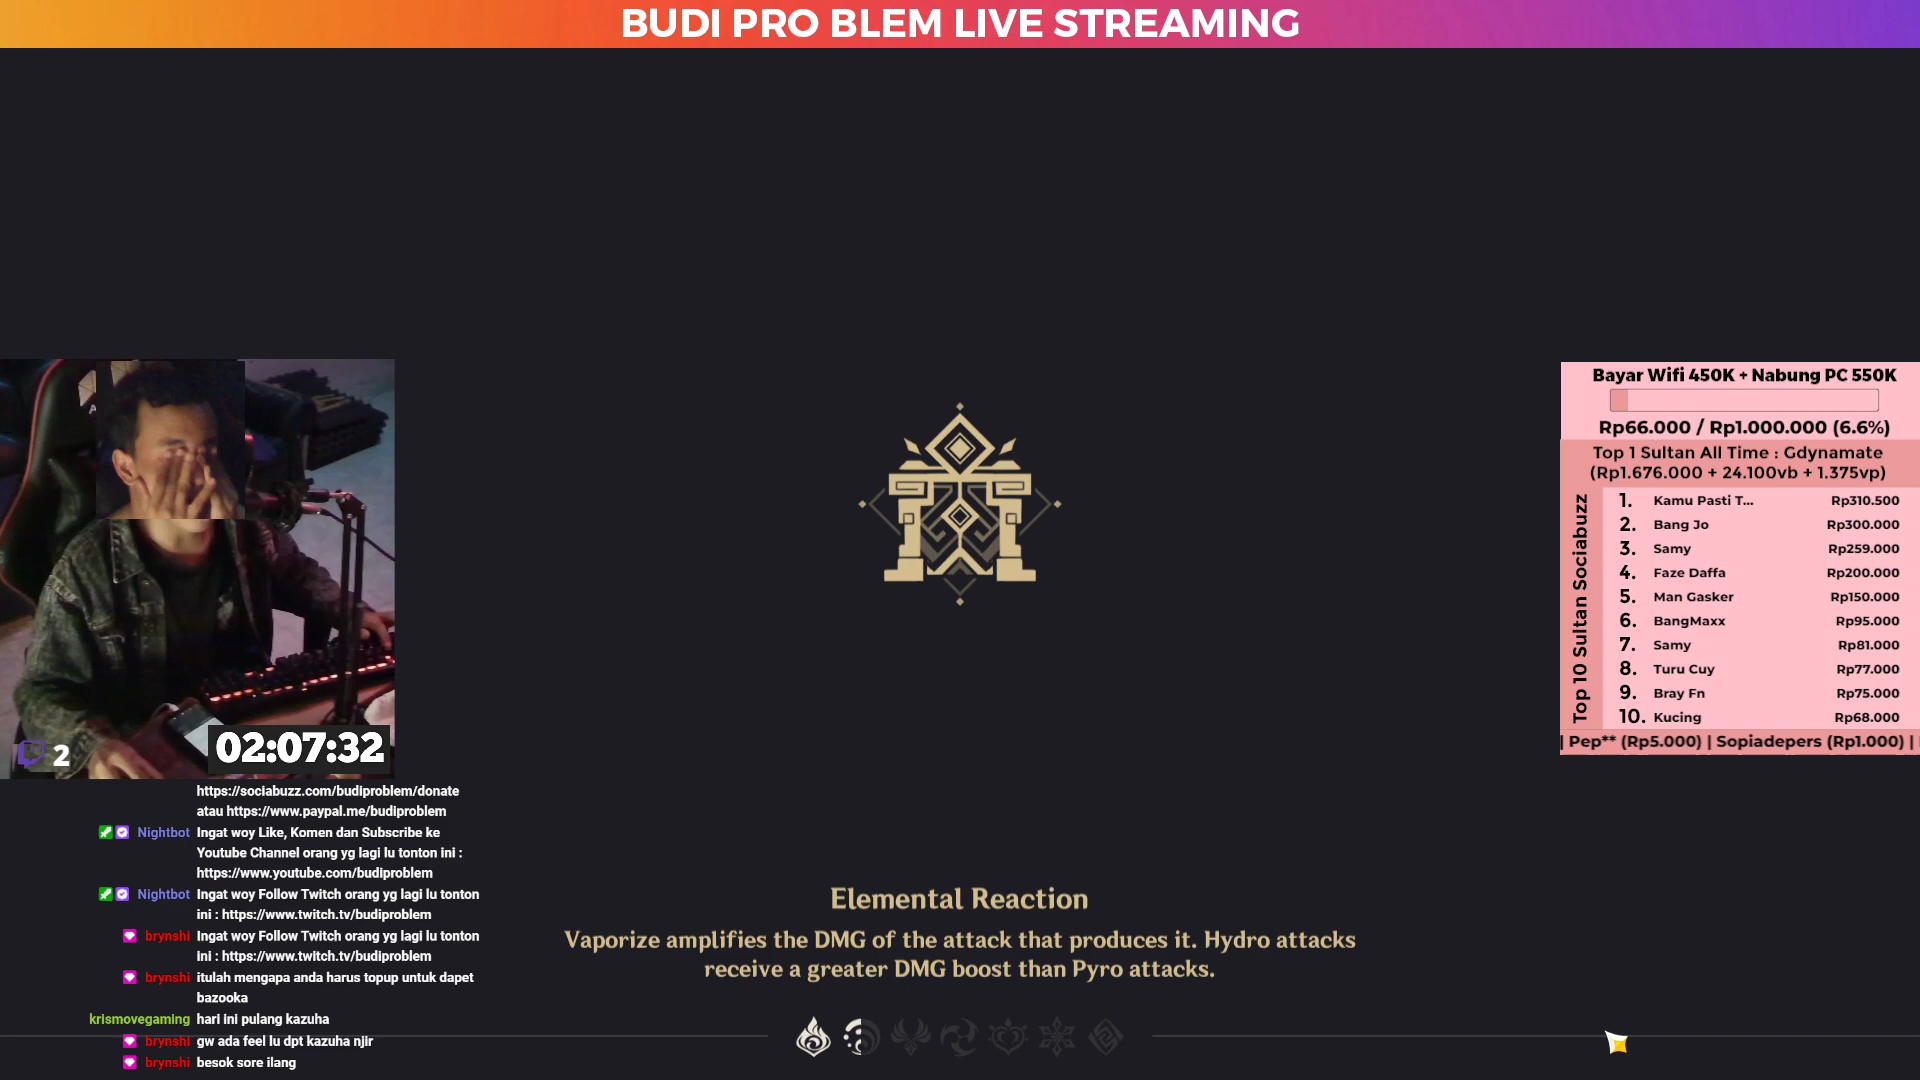 BUDI PRO BLEM LIVE STREAMING
2
02:07:32
https://sociabuzz.com/budiproblem/donate
atau https://www.paypal.me/budiproblem
Nightbot Ingat woy Like, Komen dan Subscribe ke
Youtube Channel orang yg lagi lu tonton ini :
https://www.youtube.com/budiproblem
Nightbot Ingat woy Follow Twitch orang yg lagi lu tonton
ini : https://www.twitch.tv/budiproblem
brynshi Ingat woy Follow Twitch orang yg lagi lu tonton
ini : https://www.twitch.tv/budiproblem
brynshi itulah mengapa anda harus topup untuk dapet
bazooka
krismovegaming hari ini pulang kazuha
brynshi gw ada feel lu dpt kazuha njir
brynshi besok sore ilang
Elemental Reaction
Vaporize amplifies the DMG of the attack that produces it. Hydro attacks
receive a greater DMG boost than Pyro attacks.
Bayar Wifi 450K + Nabung PC 550K
Rp66.000 / Rp1.000.000 (6.6%)
Top 1 Sultan All Time : Gdynamate
(Rp1.676.000 + 24.100vb + 1.375vp)
Top 10 Sultan Sociabuzz
1. Kamu Pasti T... Rp310.500
2. Bang Jo Rp300.000
3. Samy Rp259.000
4. Faze Daffa Rp200.000
5. Man Gasker Rp150.000
6. BangMaxx Rp95.000
7. Samy Rp81.000
8. Turu Cuy Rp77.000
9. Bray Fn Rp75.000
10. Kucing Rp68.000
| Pep** (Rp5.000) | Sopiadepers (Rp1.000) |